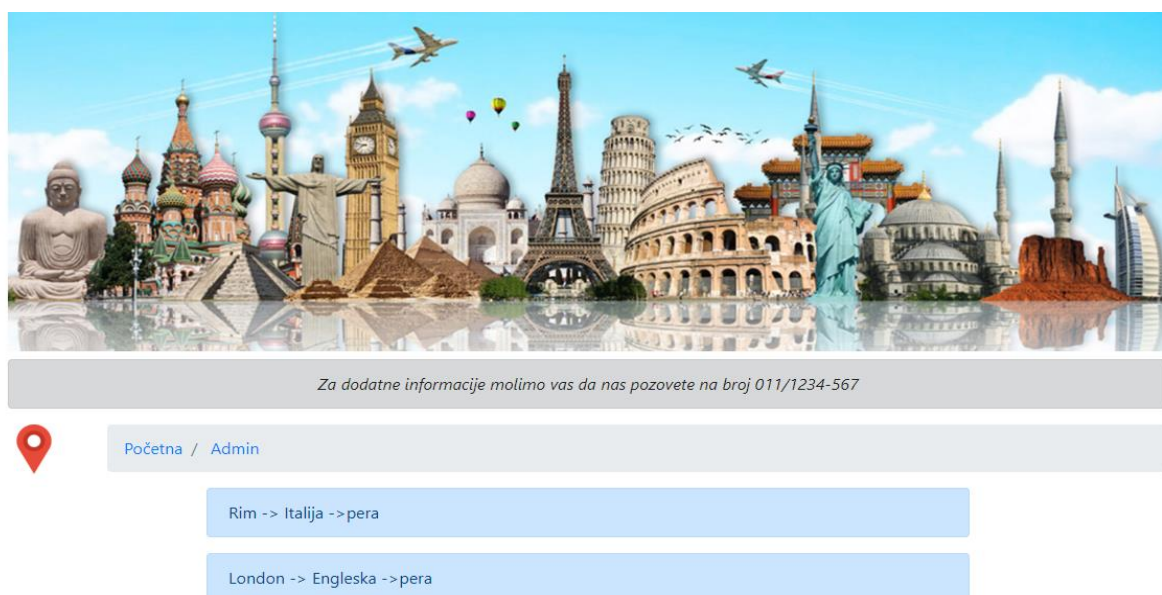 Za dodatne informacije molimo vas da nas pozovete na broj 011/1234-567
Početna / Admin
Rim -> Italija ->pera
London -> Engleska ->pera